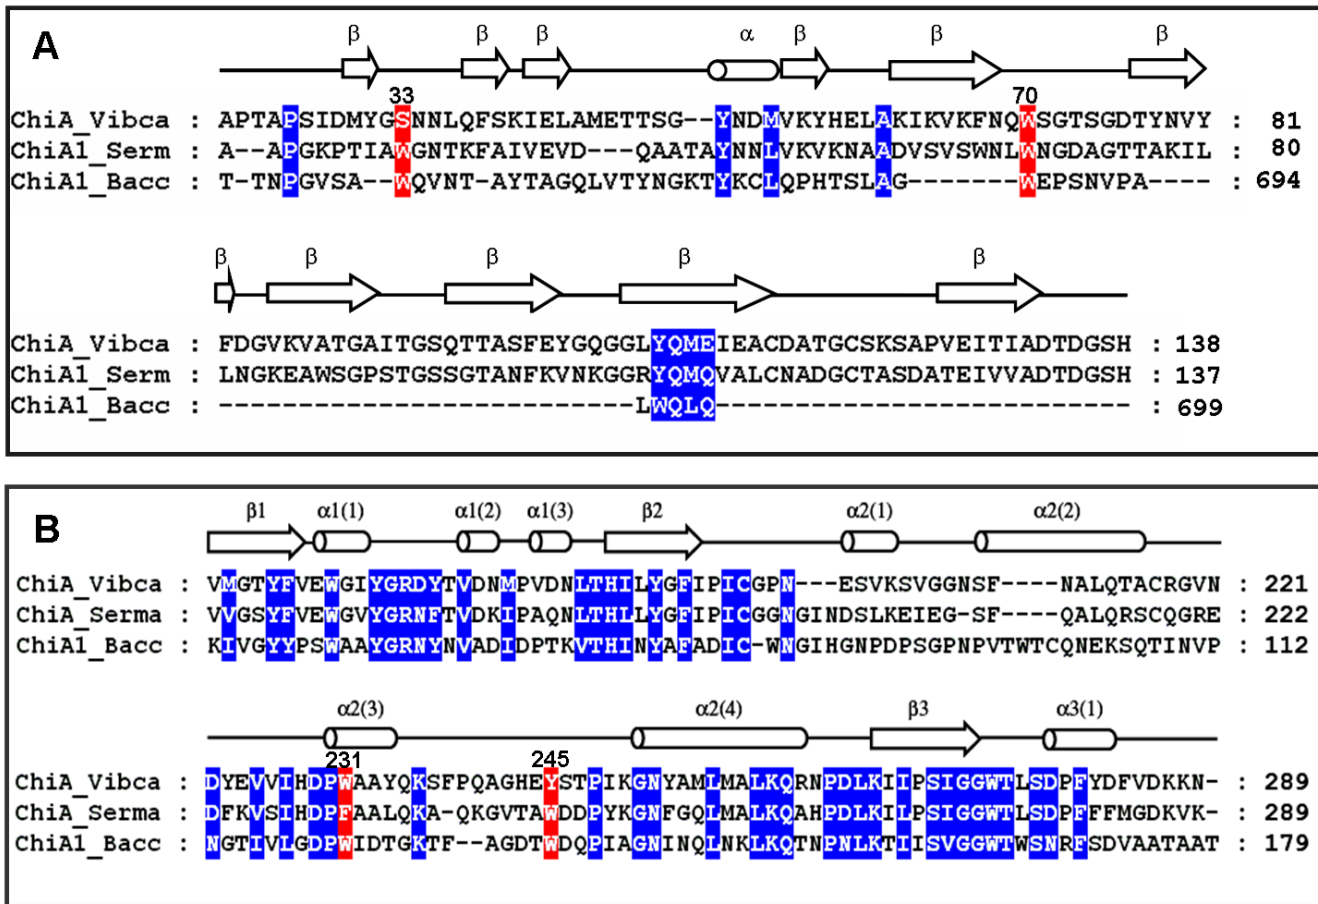 A
β β β α β β β
33 70
ChiA_Vibca : APTAPSIDMYGSNNLQFSKIELAMETTSG--YNDMVKYHELAKIKVKFNQWSGTSGDTYNVY : 81
ChiA1_Serm : A--APGKPTIAWGNTKFAIVEVD---QAATAYNNLVKVKNAADVSVSWNLWNGDAGTTAKIL : 80
ChiA1_Bacc : T-TNPGVSA--WQVNT-AYTAGQLVTYNGKTYKCLQPHTSLAG-------WEPSNVPA---- : 694
β β β β β
ChiA_Vibca : FDGVKVATGAITGSQTTASFEYGQGGLYQMEIEACDATGCSKSAPVEITIADTDGSH : 138
ChiA1_Serm : LNGKEAWSGPSTGSSGTANFKVNKGGRYQMQVALCNADGCTASDATEIVVADTDGSH : 137
ChiA1_Bacc : --------------------------LWQLQ-------------------------- : 699
B
β1 α1(1) α1(2) α1(3) β2 α2(1) α2(2)
ChiA_Vibca : VMGTYFVEWGIYGRDYTVDNMPVDNLTHILYGFIPICGPN---ESVKSVGGNSF----NALQTACRGVN : 221
ChiA_Serma : VVGSYFVEWGVYGRNFTVDKIPAQNLTHLLYGFIPICGGNGINDSLKEIEG-SF----QALQRSCQGRE : 222
ChiA1_Bacc : KIVGYYPSWAAYGRNYNVADIDPTKVTHINYAFADIC-WNGIHGNPDPSGPNPVTWTCQNEKSQTINVP : 112
α2(3) α2(4) β3 α3(1)
231 245
ChiA_Vibca : DYEVVIHDPWAAYQKSFPQAGHEYSTPIKGNYAMLMALKQRNPDLKIIPSIGGWTLSDPFYDFVDKKN- : 289
ChiA_Serma : DFKVSIHDPFAALQKA-QKGVTAWDDPYKGNFGQLMALKQAHPDLKILPSIGGWTLSDPFFFMGDKVK- : 289
ChiA1_Bacc : NGTIVLGDPWIDTGKTF--AGDTWDQPIAGNINQLNKLKQTNPNLKTIISVGGWTWSNRFSDVAATAAT : 179